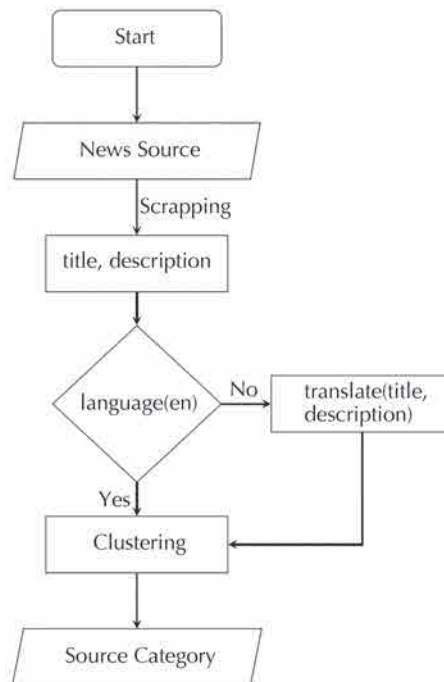 Start
News Source
Scrapping
title, description
language(en)
No
translate(title,
description)
Yes
Clustering
Source Category